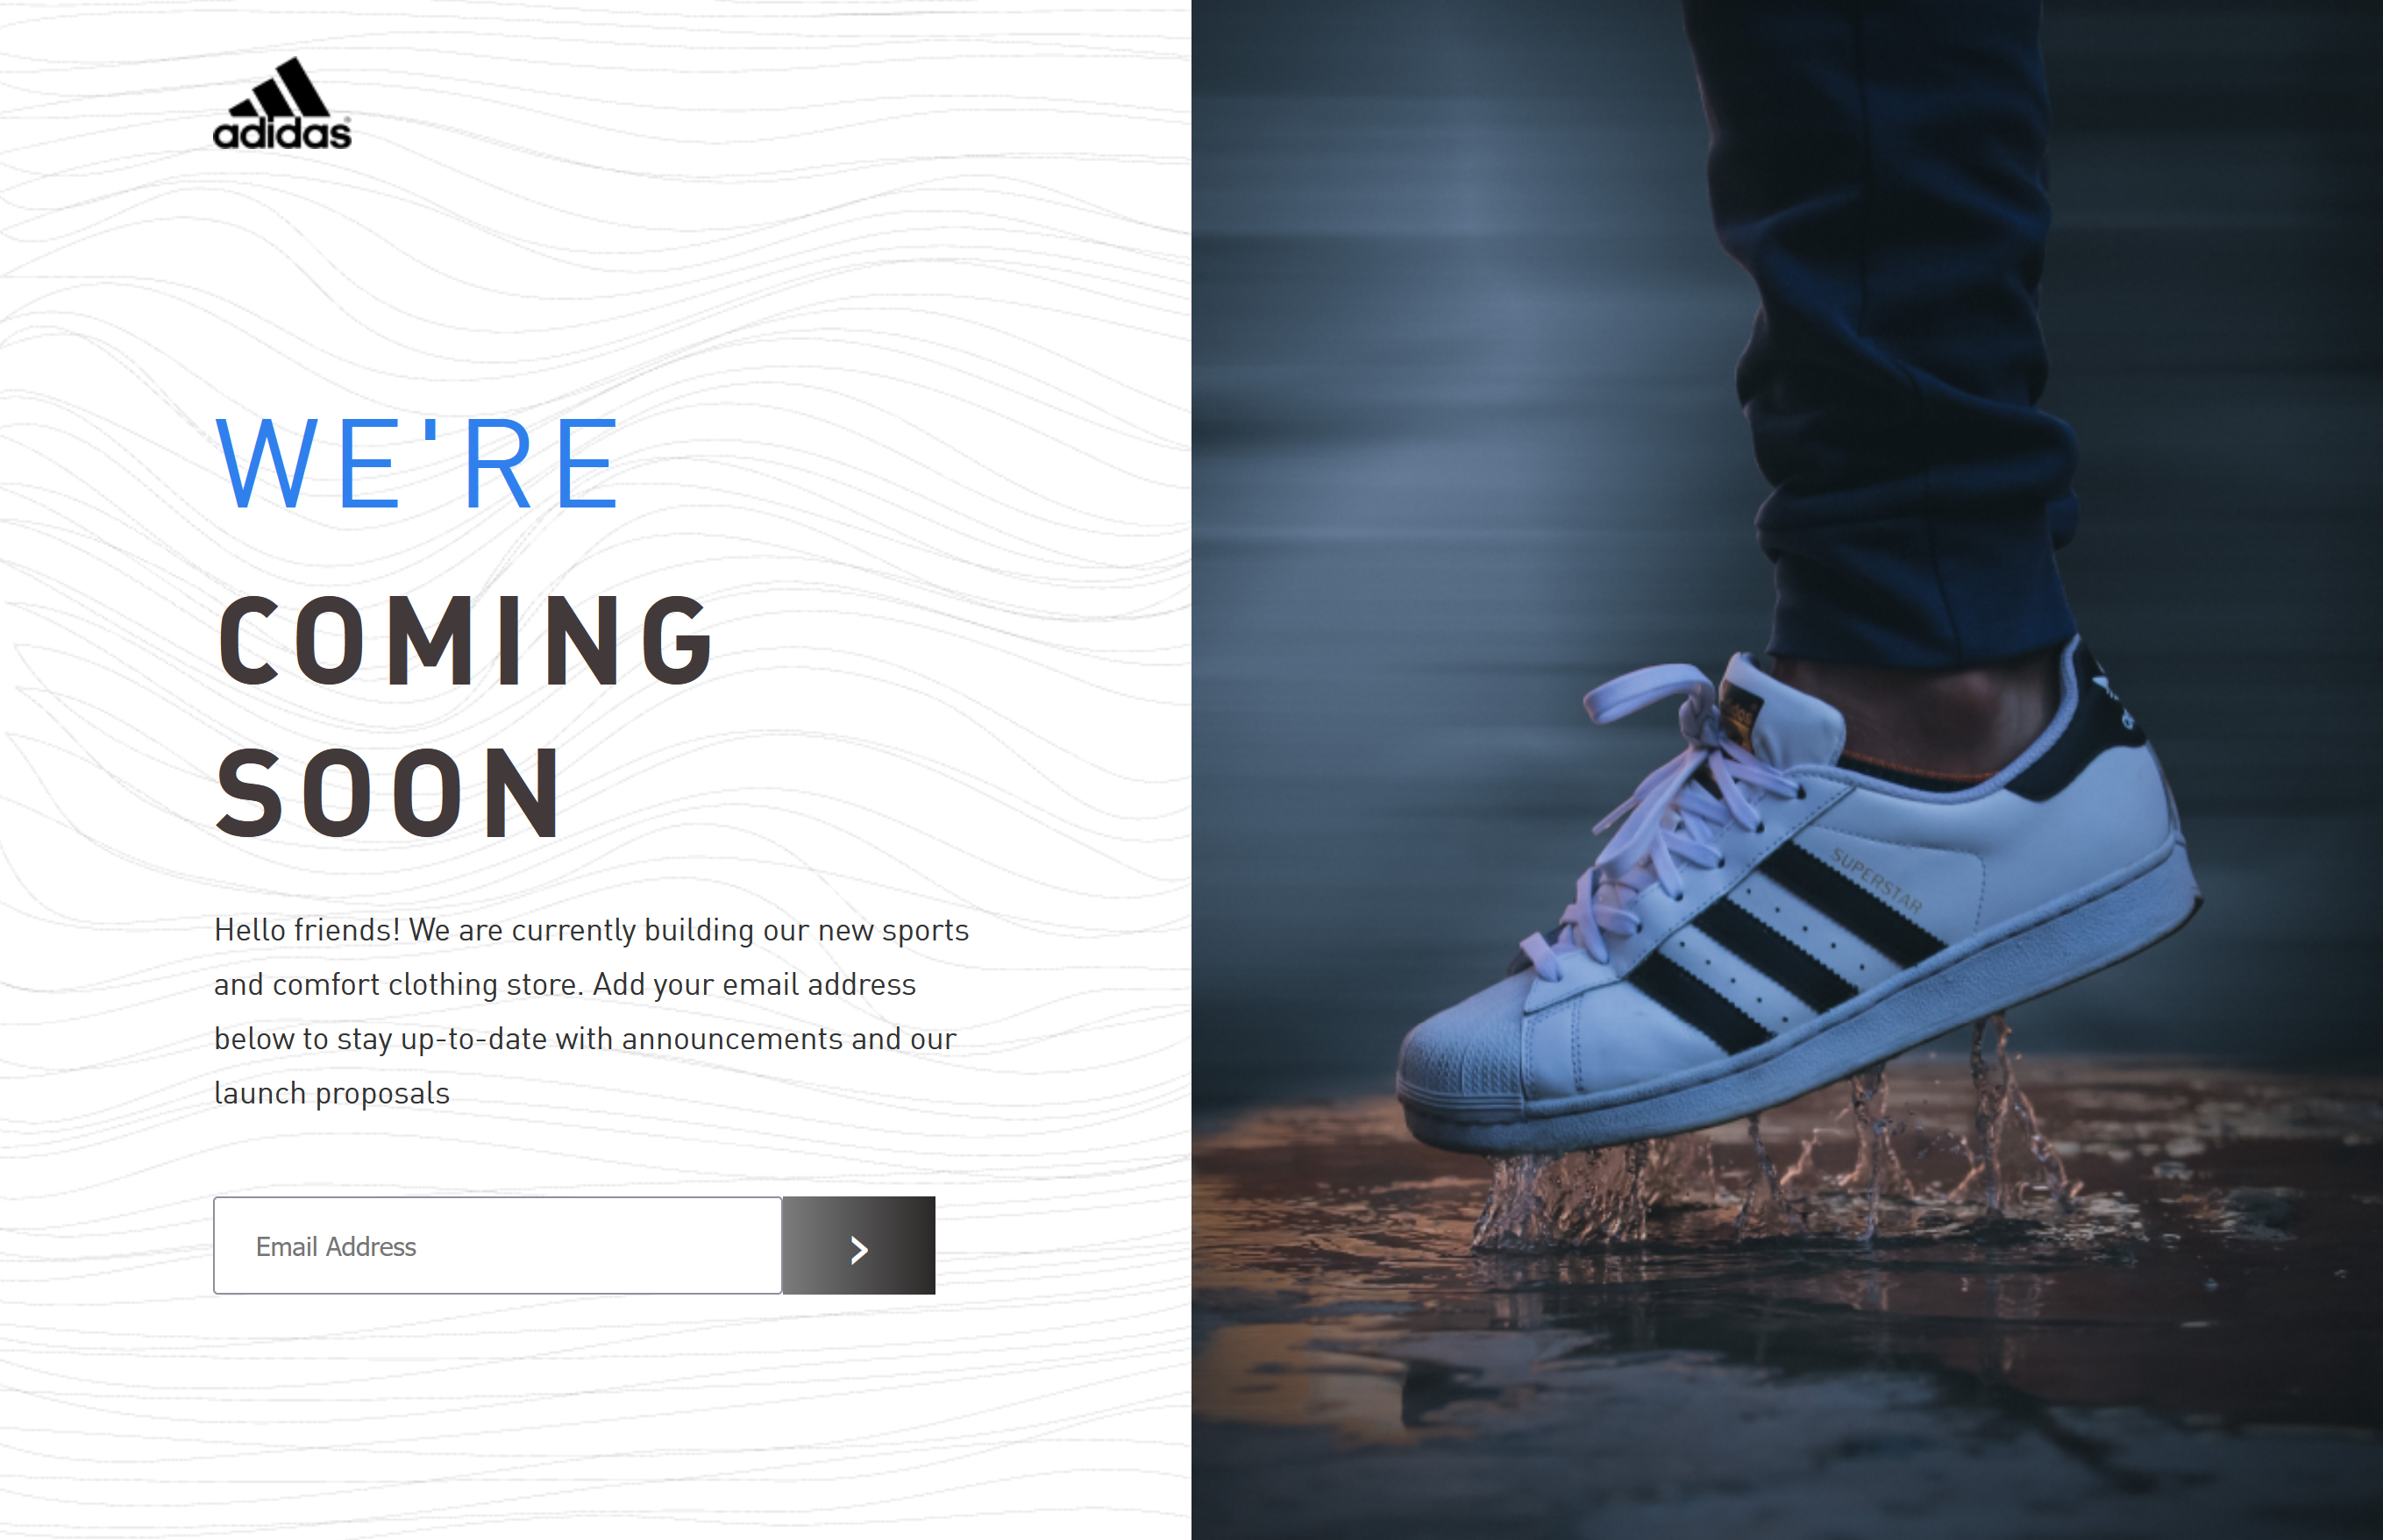 adidas®
WE'RE
COMING
SOON
Hello friends! We are currently building our new sports
and comfort clothing store. Add your email address
below to stay up-to-date with announcements and our
launch proposals
Email Address
adidas
SUPERSTAR